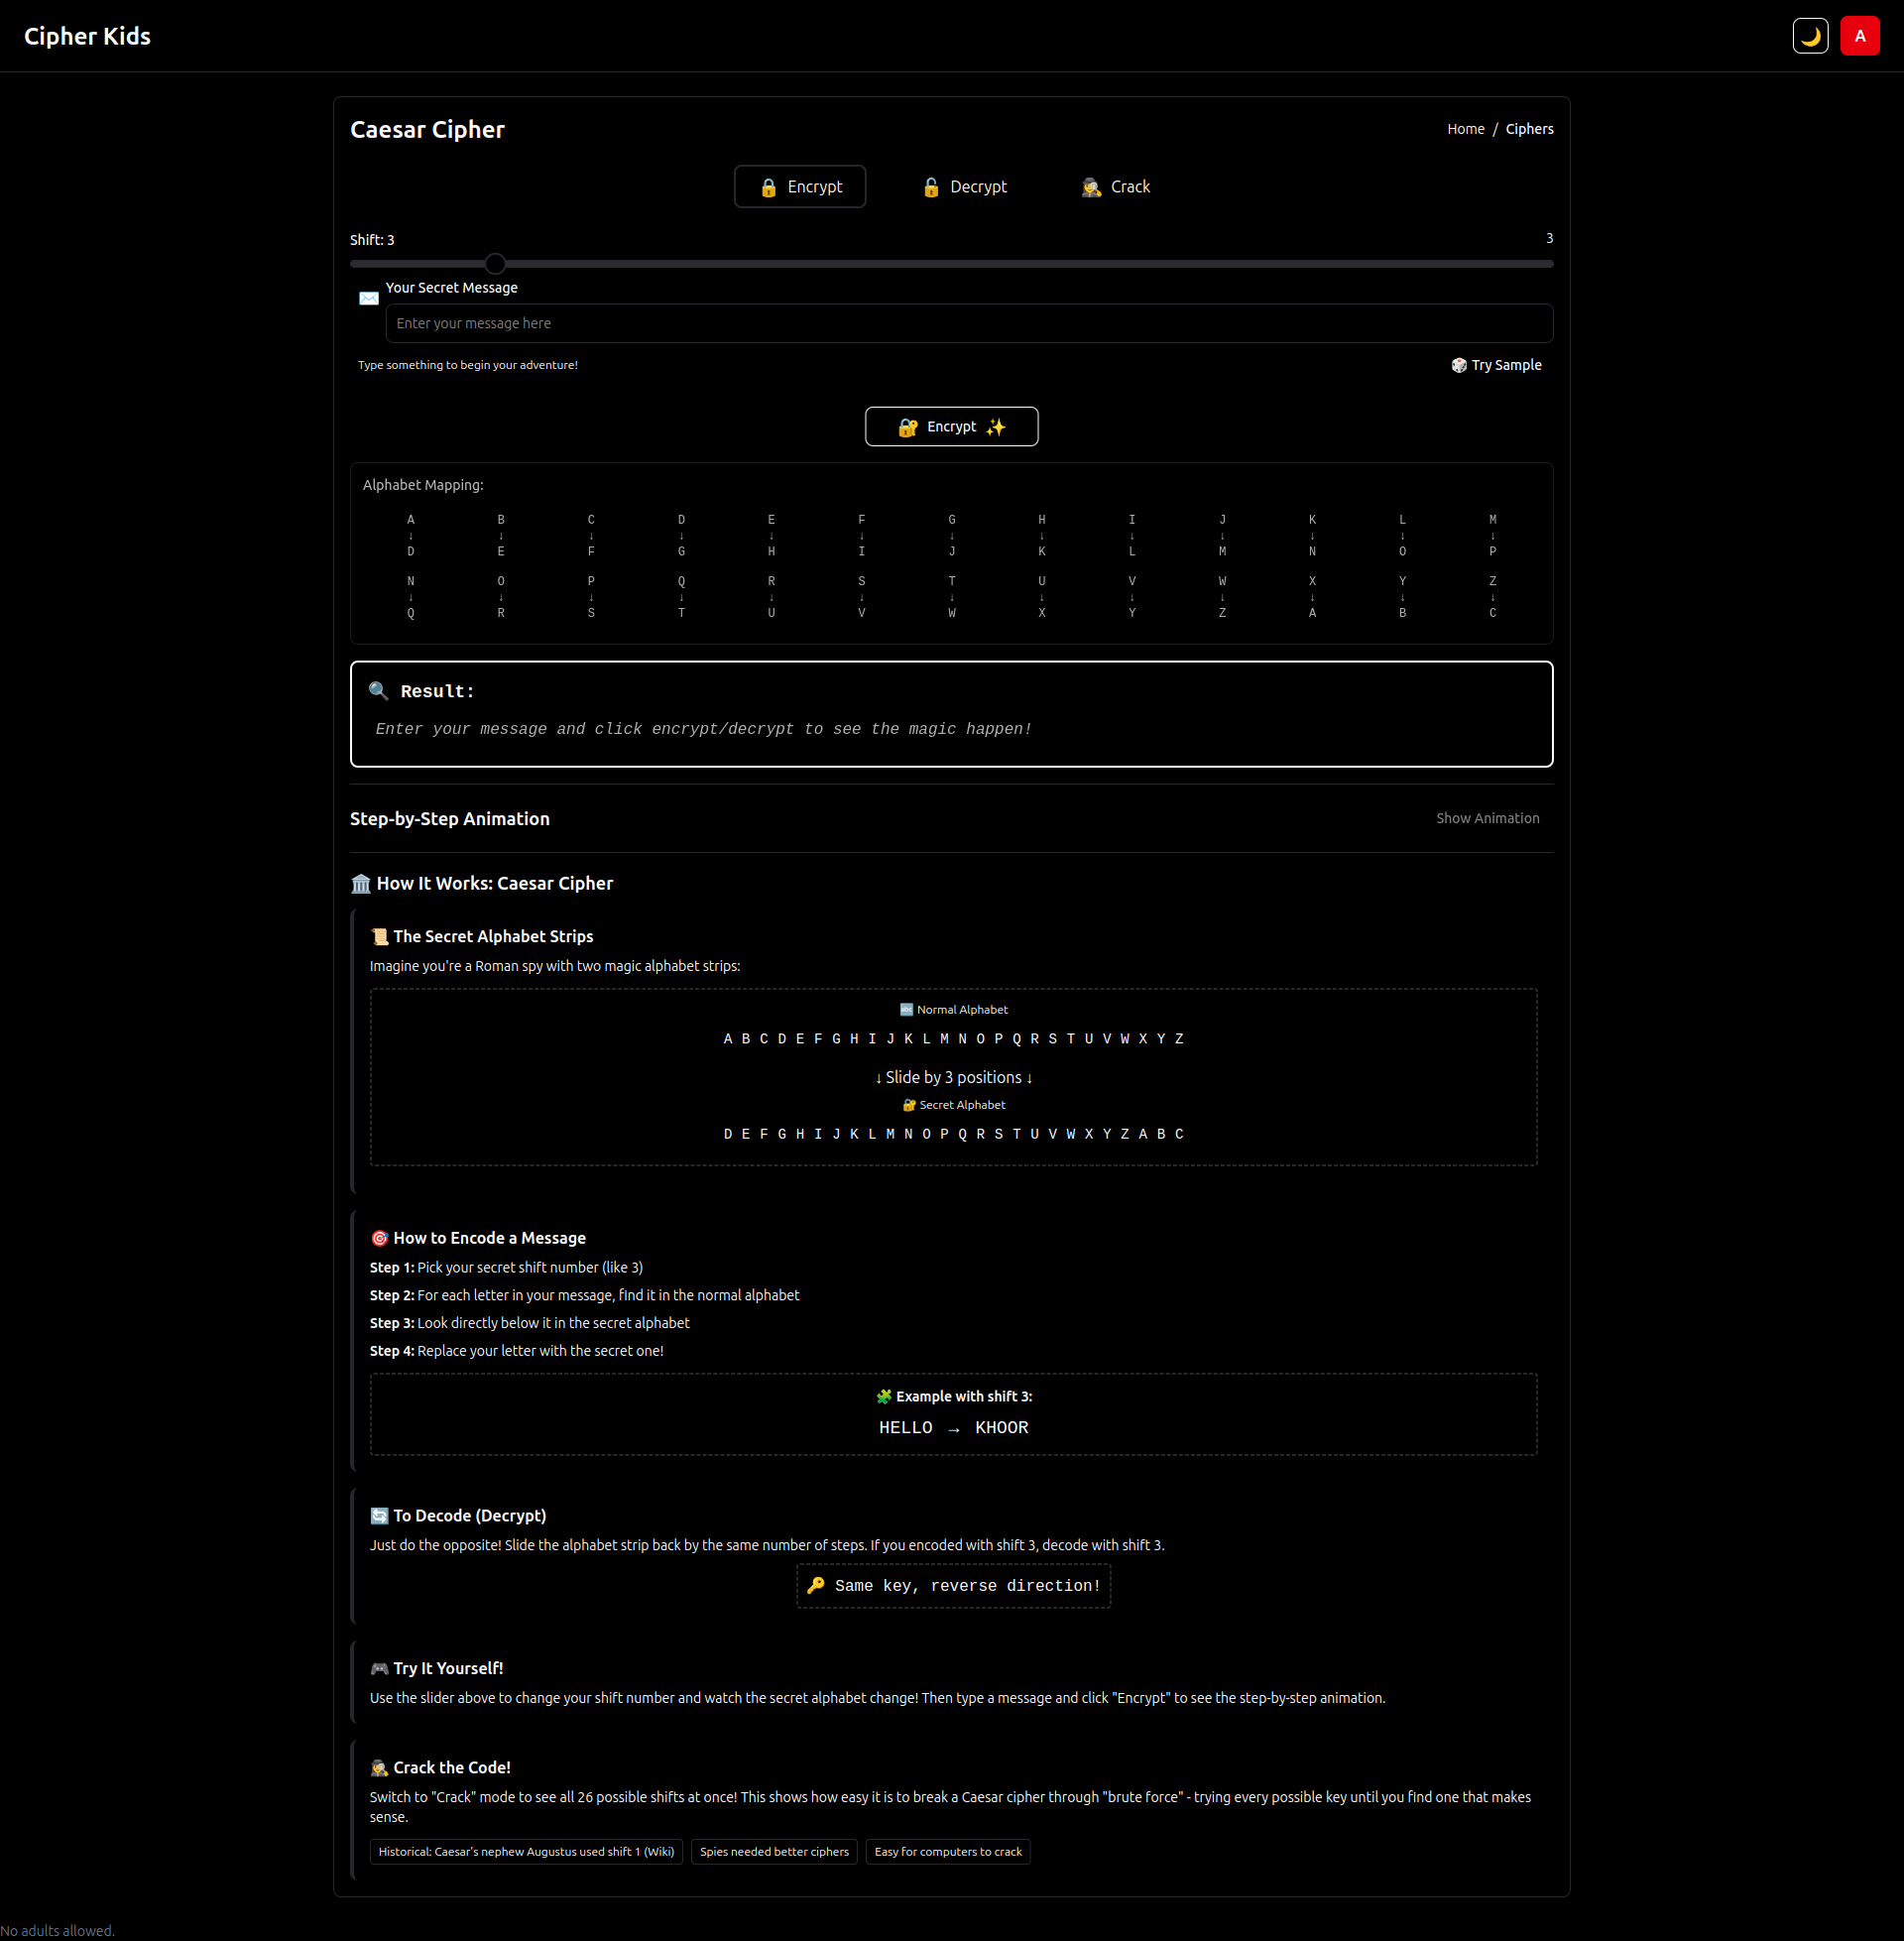 Cipher Kids
A
Caesar Cipher
Home / Ciphers
Encrypt
Decrypt
Crack
Shift: 3
3
Your Secret Message
Enter your message here
Type something to begin your adventure!
Try Sample
Encrypt
Alphabet Mapping:
A B C D E F G H I J K L M
↓ ↓ ↓ ↓ ↓ ↓ ↓ ↓ ↓ ↓ ↓ ↓ ↓
D E F G H I J K L M N O P
N O P Q R S T U V W X Y Z
↓ ↓ ↓ ↓ ↓ ↓ ↓ ↓ ↓ ↓ ↓ ↓ ↓
Q R S T U V W X Y Z A B C
Result:
Enter your message and click encrypt/decrypt to see the magic happen!
Step-by-Step Animation
Show Animation
How It Works: Caesar Cipher
The Secret Alphabet Strips
Imagine you're a Roman spy with two magic alphabet strips:
Normal Alphabet
A B C D E F G H I J K L M N O P Q R S T U V W X Y Z
↓ Slide by 3 positions ↓
Secret Alphabet
D E F G H I J K L M N O P Q R S T U V W X Y Z A B C
How to Encode a Message
Step 1: Pick your secret shift number (like 3)
Step 2: For each letter in your message, find it in the normal alphabet
Step 3: Look directly below it in the secret alphabet
Step 4: Replace your letter with the secret one!
Example with shift 3:
HELLO → KHOOR
To Decode (Decrypt)
Just do the opposite! Slide the alphabet strip back by the same number of steps. If you encoded with shift 3, decode with shift 3.
Same key, reverse direction!
Try It Yourself!
Use the slider above to change your shift number and watch the secret alphabet change! Then type a message and click "Encrypt" to see the step-by-step animation.
Crack the Code!
Switch to "Crack" mode to see all 26 possible shifts at once! This shows how easy it is to break a Caesar cipher through "brute force" - trying every possible key until you find one that makes
sense.
Historical: Caesar's nephew Augustus used shift 1 (Wiki)
Spies needed better ciphers
Easy for computers to crack
No adults allowed.